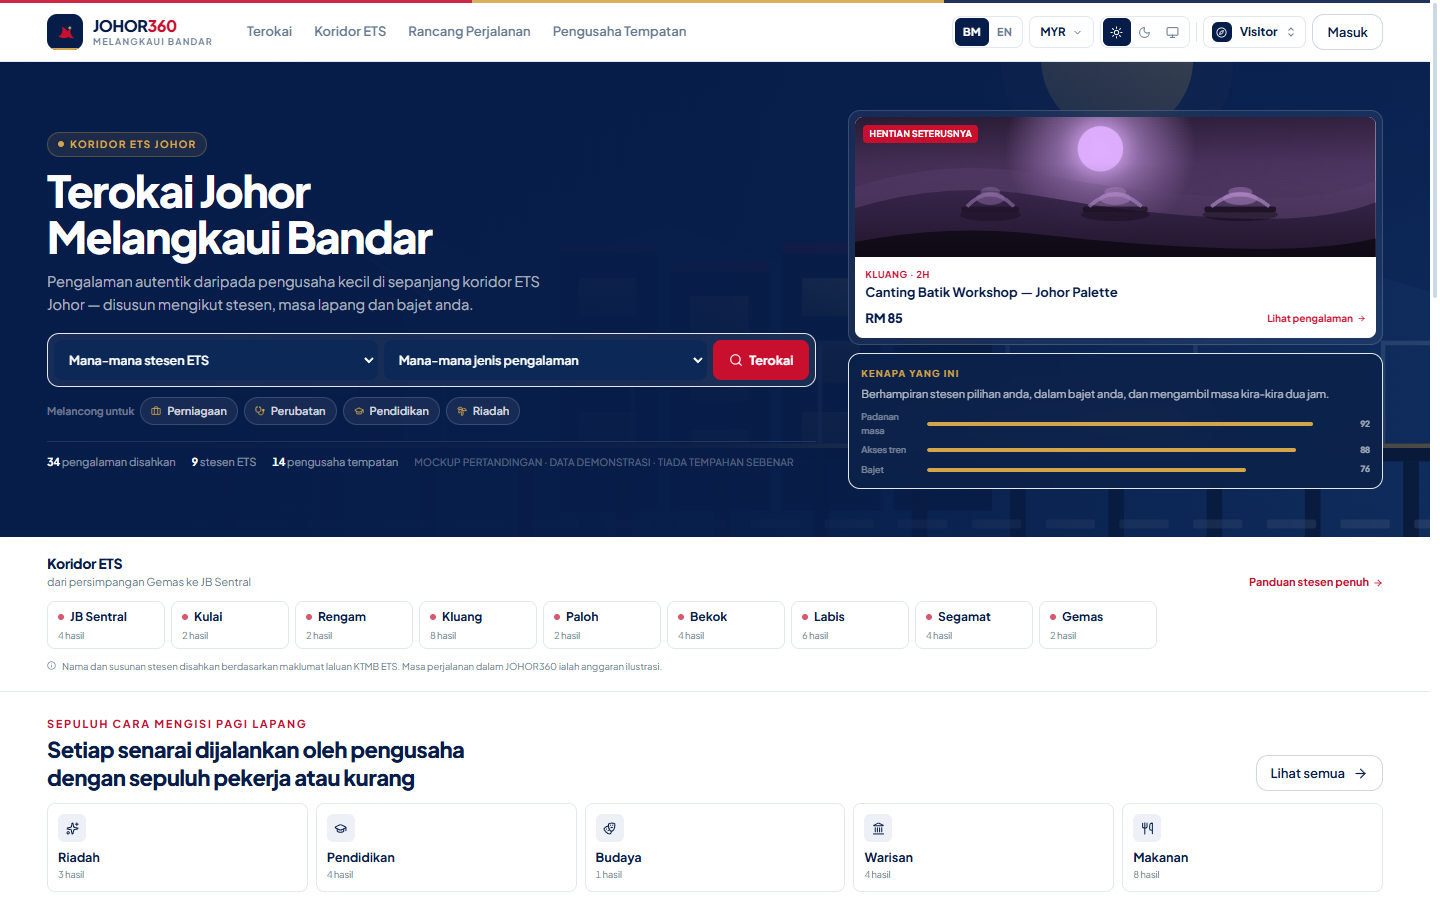 JOHOR360
MELANGKAUI BANDAR
Terokai
Koridor ETS
Rancang Perjalanan
Pengusaha Tempatan
BM
EN
MYR
Visitor
Masuk
KORIDOR ETS JOHOR
Terokai Johor
Melangkaui Bandar
Pengalaman autentik daripada pengusaha kecil di sepanjang koridor ETS
Johor — disusun mengikut stesen, masa lapang dan bajet anda.
Mana-mana stesen ETS
Mana-mana jenis pengalaman
Terokai
Melancong untuk
Perniagaan
Perubatan
Pendidikan
Riadah
34 pengalaman disahkan
9 stesen ETS
14 pengusaha tempatan
MOCKUP PERTANDINGAN · DATA DEMONSTRASI · TIADA TEMPAHAN SEBENAR
HENTIAN SETERUSNYA
KLUANG · 2H
Canting Batik Workshop — Johor Palette
RM 85
Lihat pengalaman →
KENAPA YANG INI
Berhampiran stesen pilihan anda, dalam bajet anda, dan mengambil masa kira-kira dua jam.
Padanan
masa
92
Akses tren
88
Bajet
76
Koridor ETS
dari persimpangan Gemas ke JB Sentral
Panduan stesen penuh →
JB Sentral
4 hasil
Kulai
2 hasil
Rengam
2 hasil
Kluang
8 hasil
Paloh
2 hasil
Bekok
4 hasil
Labis
6 hasil
Segamat
4 hasil
Gemas
2 hasil
Nama dan susunan stesen disahkan berdasarkan maklumat laluan KTMB ETS. Masa perjalanan dalam JOHOR360 ialah anggaran ilustrasi.
SEPULUH CARA MENGISI PAGI LAPANG
Setiap senarai dijalankan oleh pengusaha
dengan sepuluh pekerja atau kurang
Lihat semua →
Riadah
3 hasil
Pendidikan
4 hasil
Budaya
1 hasil
Warisan
4 hasil
Makanan
8 hasil